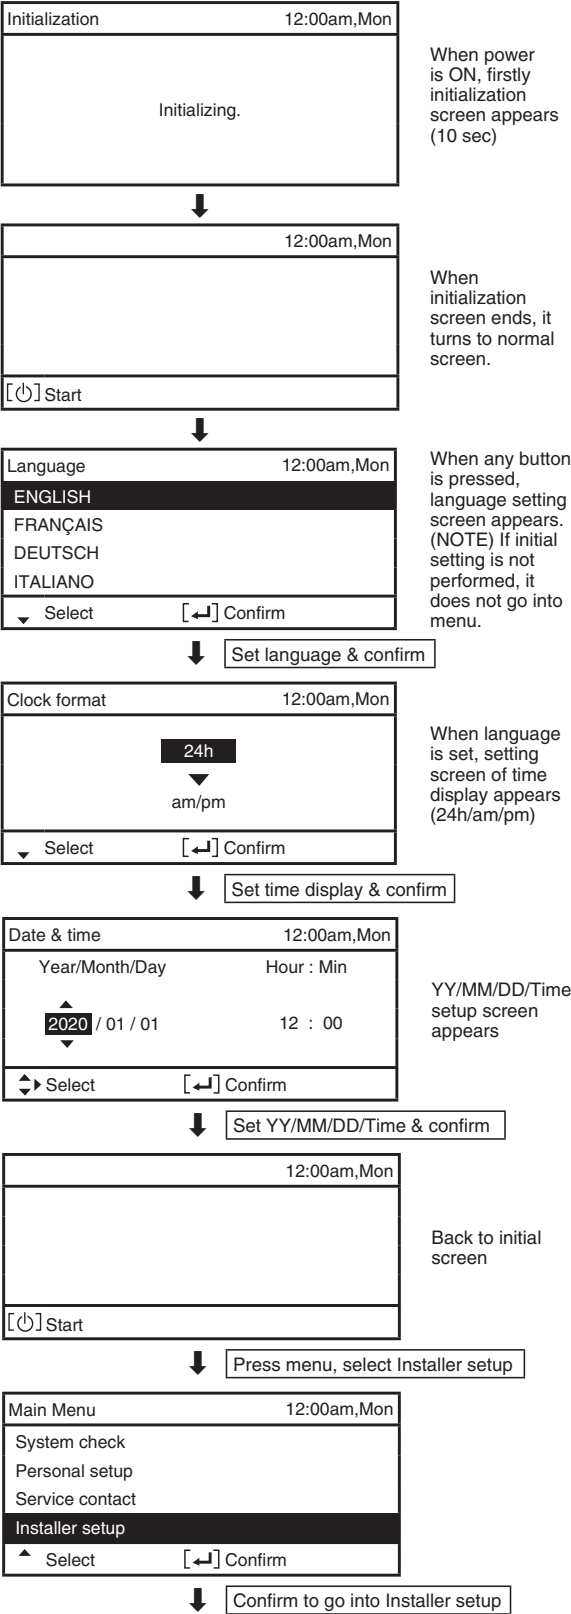 Initialization 12:00am,Mon
Initializing.
When power
is ON, firstly
initialization
screen appears
(10 sec)
12:00am,Mon
[⏻] Start
When
initialization
screen ends, it
turns to normal
screen.
Language 12:00am,Mon
ENGLISH
FRANÇAIS
DEUTSCH
ITALIANO
▼ Select [↵] Confirm
When any button
is pressed,
language setting
screen appears.
(NOTE) If initial
setting is not
performed, it
does not go into
menu.
Set language & confirm
Clock format 12:00am,Mon
24h
am/pm
▼ Select [↵] Confirm
When language
is set, setting
screen of time
display appears
(24h/am/pm)
Set time display & confirm
Date & time 12:00am,Mon
Year/Month/Day Hour : Min
2020 / 01 / 01 12 : 00
Select [↵] Confirm
YY/MM/DD/Time
setup screen
appears
Set YY/MM/DD/Time & confirm
12:00am,Mon
[⏻] Start
Back to initial
screen
Press menu, select Installer setup
Main Menu 12:00am,Mon
System check
Personal setup
Service contact
Installer setup
▲ Select [↵] Confirm
Confirm to go into Installer setup